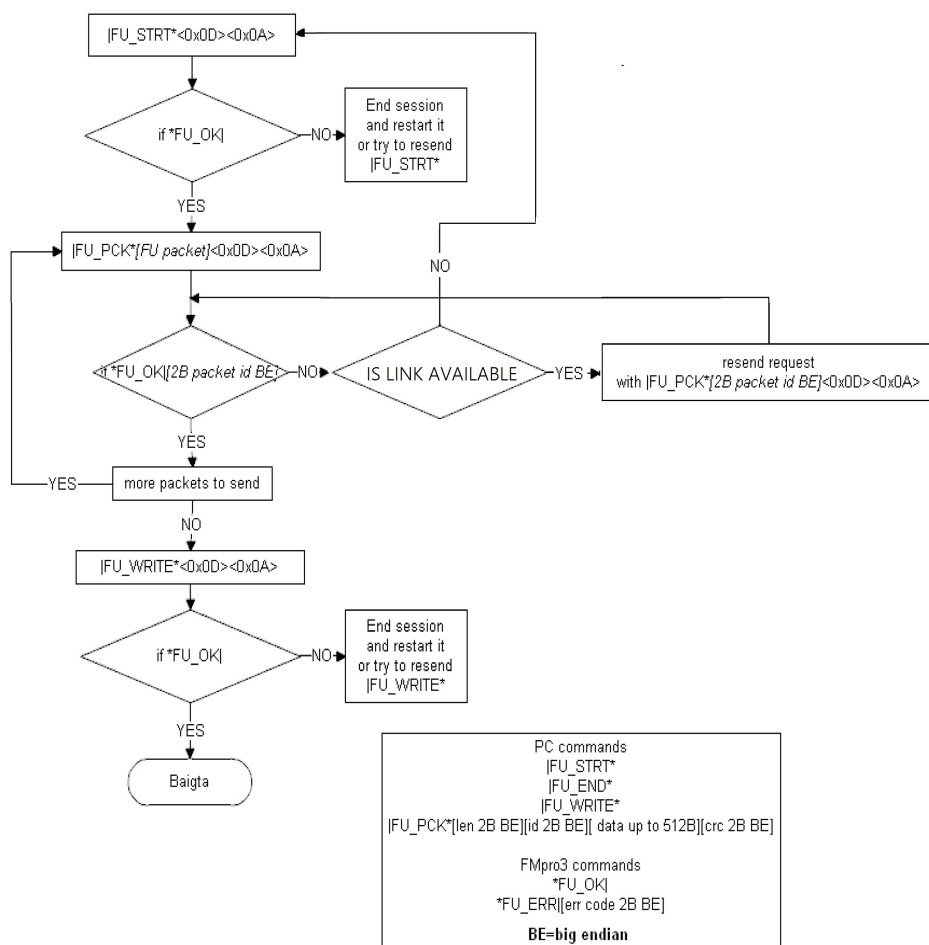 |FU_STRT*<0x0D><0x0A>
if *FU_OK|
NO
End session
and restart it
or try to resend
|FU_STRT*
YES
|FU_PCK*[FU packet]<0x0D><0x0A>
NO
if *FU_OK|[2B packet id BE]
NO
IS LINK AVAILABLE
YES
resend request
with |FU_PCK*[2B packet id BE]<0x0D><0x0A>
YES
YES
more packets to send
NO
|FU_WRITE*<0x0D><0x0A>
if *FU_OK|
NO
End session
and restart it
or try to resend
|FU_WRITE*
YES
Baigta
PC commands
|FU_STRT*
|FU_END*
|FU_WRITE*
|FU_PCK*[len 2B BE][id 2B BE][ data up to 512B][crc 2B BE]
FMpro3 commands
*FU_OK|
*FU_ERR|[err code 2B BE]
BE=big endian